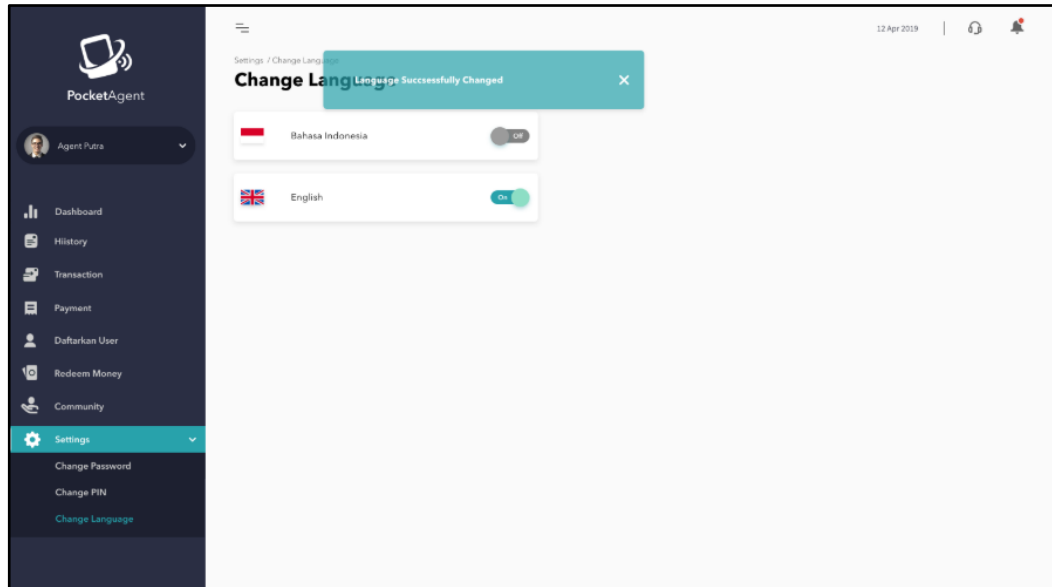 PocketAgent
Agent Putra
Dashboard
Hiistory
Transaction
Payment
Daftarkan User
Redeem Money
Community
Settings
Change Password
Change PIN
Change Language
12 Apr 2019
Settings / Change Language
Change Language
Language Succsessfully Changed
Bahasa Indonesia
Off
English
On